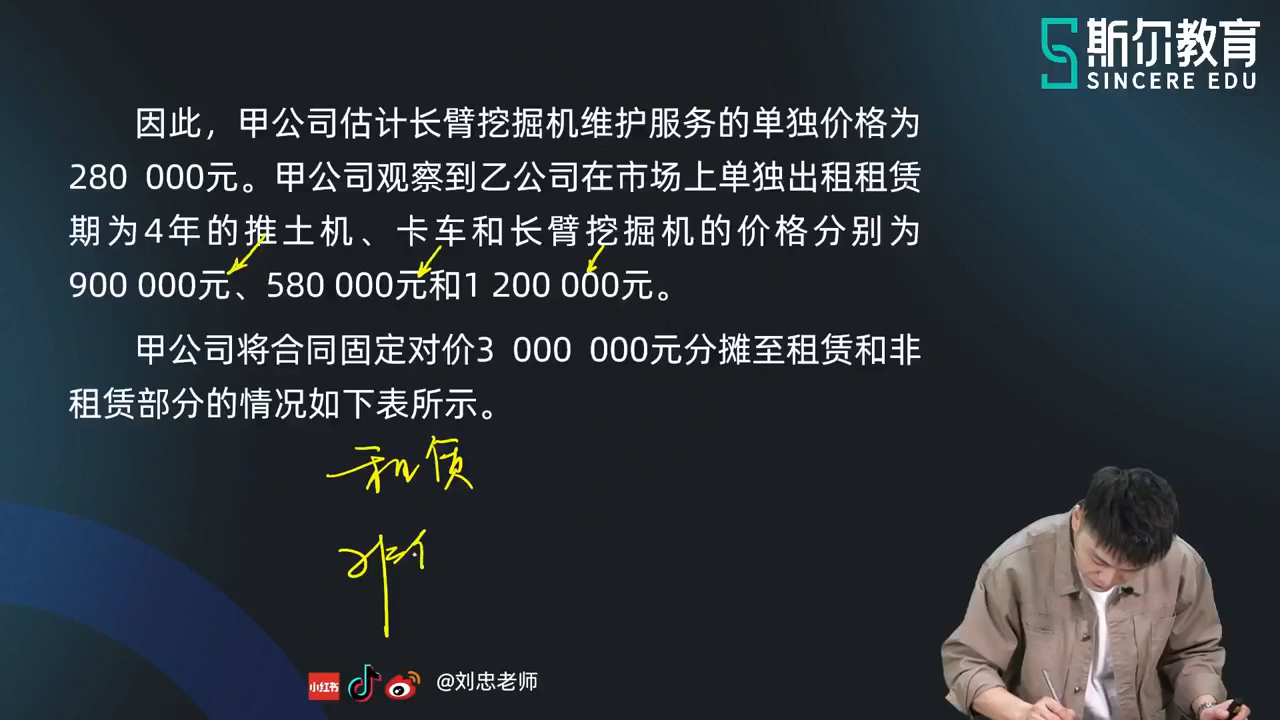 斯尔教育
SINCERE EDU
因此，甲公司估计长臂挖掘机维护服务的单独价格为
280 000元。甲公司观察到乙公司在市场上单独出租租赁
期为4年的推土机、卡车和长臂挖掘机的价格分别为
900 000元、580 000元和1 200 000元。
甲公司将合同固定对价3 000 000元分摊至租赁和非
租赁部分的情况如下表所示。
租赁
小红书
@刘忠老师